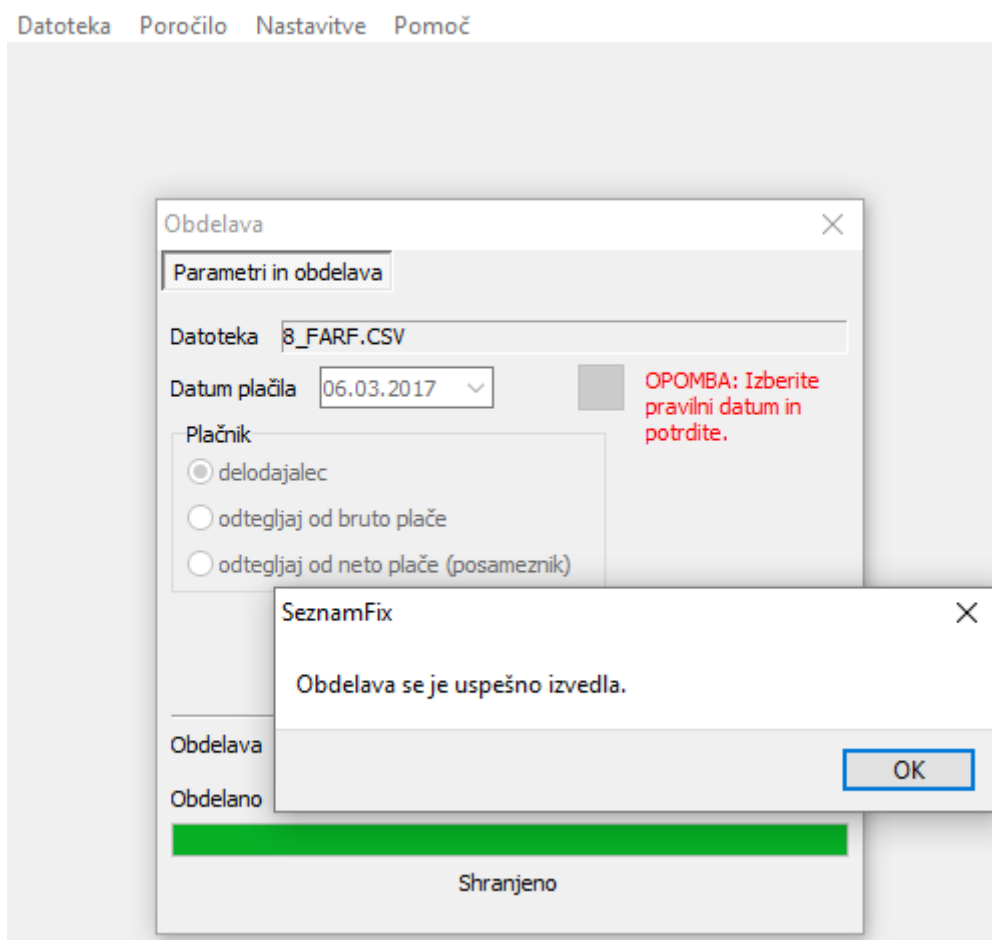 Datoteka Poročilo Nastavitve Pomoč
Obdelava
Parametri in obdelava
Datoteka 8_FARF.CSV
Datum plačila 06.03.2017
OPOMBA: Izberite
pravilni datum in
potrdite.
Plačnik
delodajalec
odtegljaj od bruto plače
odtegljaj od neto plače (posameznik)
SeznamFix
Obdelava se je uspešno izvedla.
OK
Obdelava
Obdelano
Shranjeno